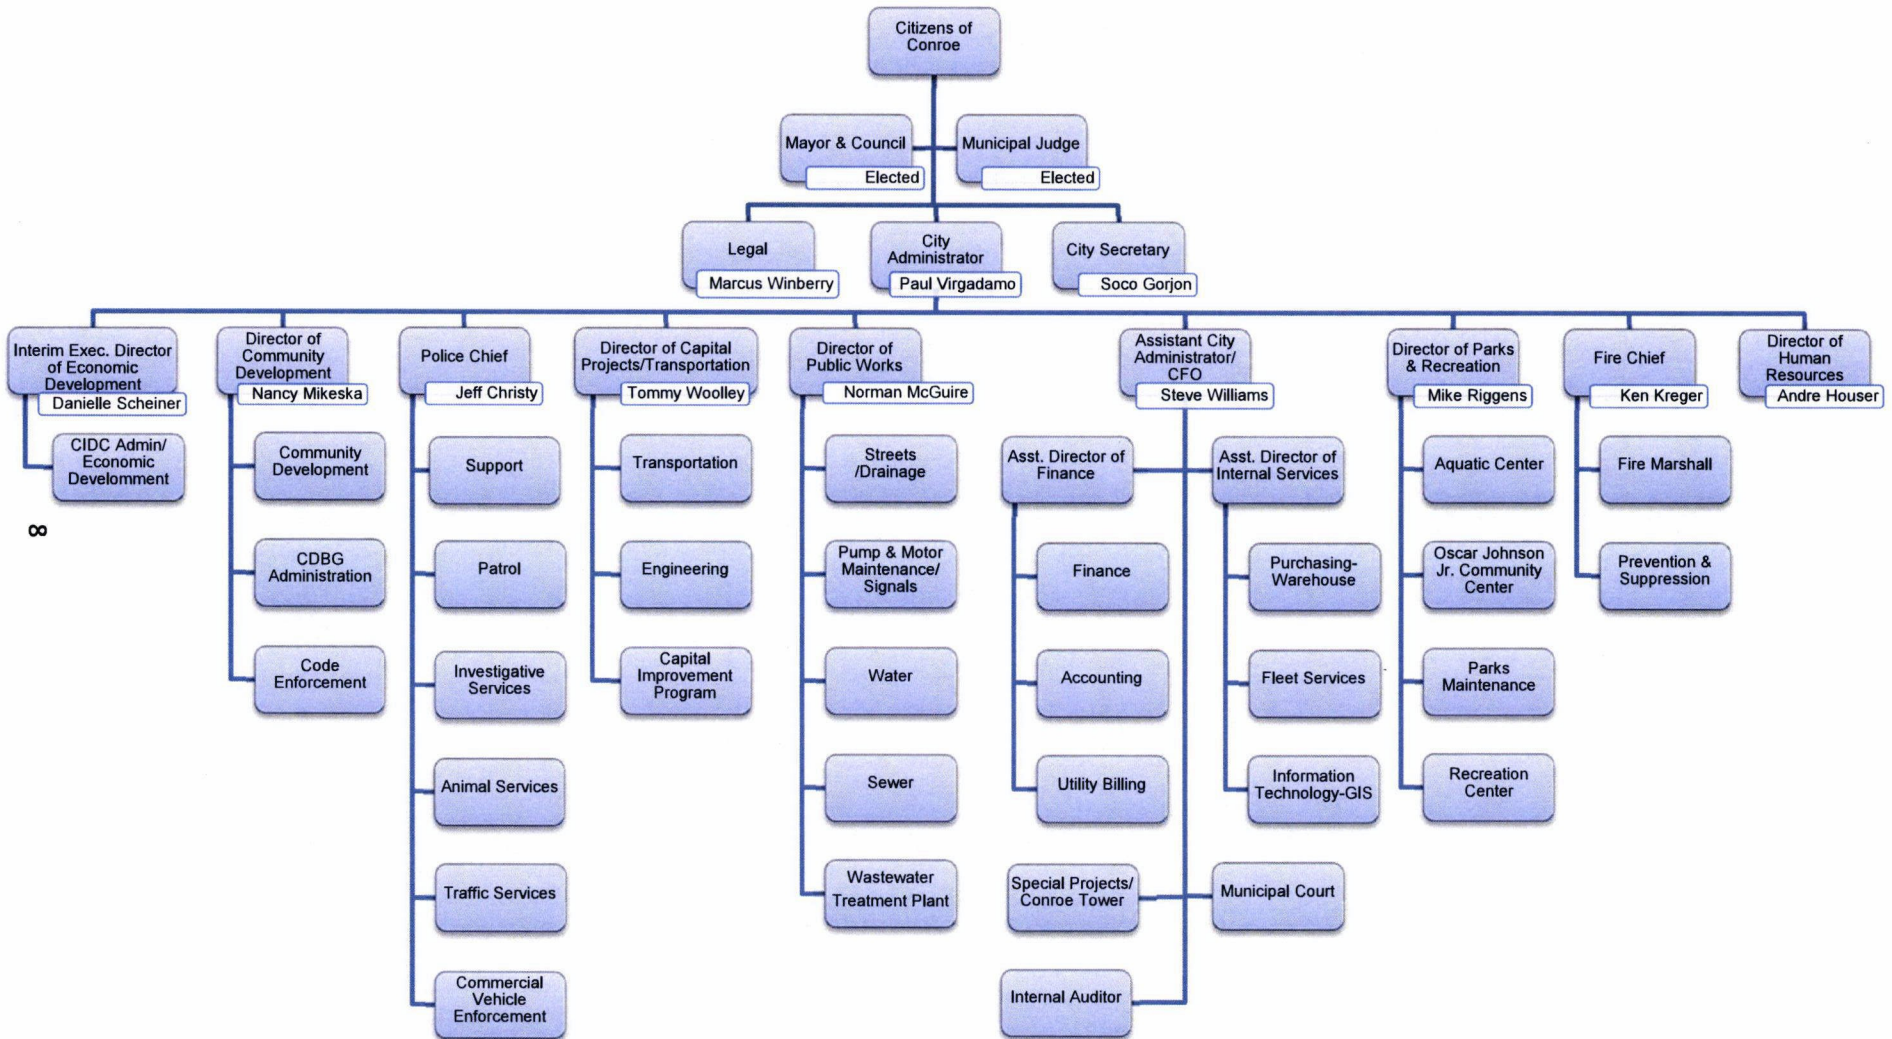 Citizens of
Conroe
Mayor & Council
Elected
Municipal Judge
Elected
Legal
Marcus Winberry
City
Administrator
Paul Virgadamo
City Secretary
Soco Gorjon
Interim Exec. Director
of Economic
Development
Danielle Scheiner
CIDC Admin/
Economic
Develomment
Director of
Community
Development
Nancy Mikeska
Community
Development
CDBG
Administration
Code
Enforcement
Police Chief
Jeff Christy
Support
Patrol
Investigative
Services
Animal Services
Traffic Services
Commercial
Vehicle
Enforcement
Director of Capital
Projects/Transportation
Tommy Woolley
Transportation
Engineering
Capital
Improvement
Program
Director of
Public Works
Norman McGuire
Streets
/Drainage
Pump & Motor
Maintenance/
Signals
Water
Sewer
Wastewater
Treatment Plant
Assistant City
Administrator/
CFO
Steve Williams
Asst. Director of
Finance
Finance
Accounting
Utility Billing
Asst. Director of
Internal Services
Purchasing-
Warehouse
Fleet Services
Information
Technology-GIS
Special Projects/
Conroe Tower
Municipal Court
Internal Auditor
Director of Parks
& Recreation
Mike Riggens
Aquatic Center
Oscar Johnson
Jr. Community
Center
Parks
Maintenance
Recreation
Center
Fire Chief
Ken Kreger
Fire Marshall
Prevention &
Suppression
Director of
Human
Resources
Andre Houser
8